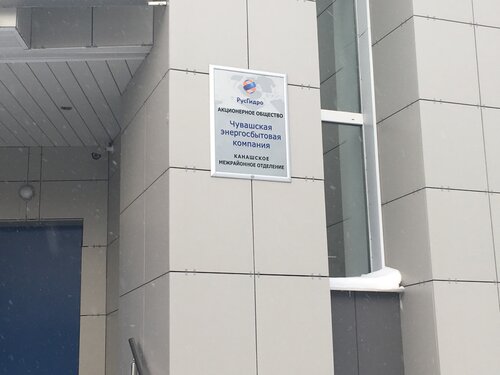 РусГидро
АКЦИОНЕРНОЕ ОБЩЕСТВО
Чувашская
энергосбытовая
компания
КАНАШСКОЕ
МЕЖРАЙОННОЕ ОТДЕЛЕНИЕ